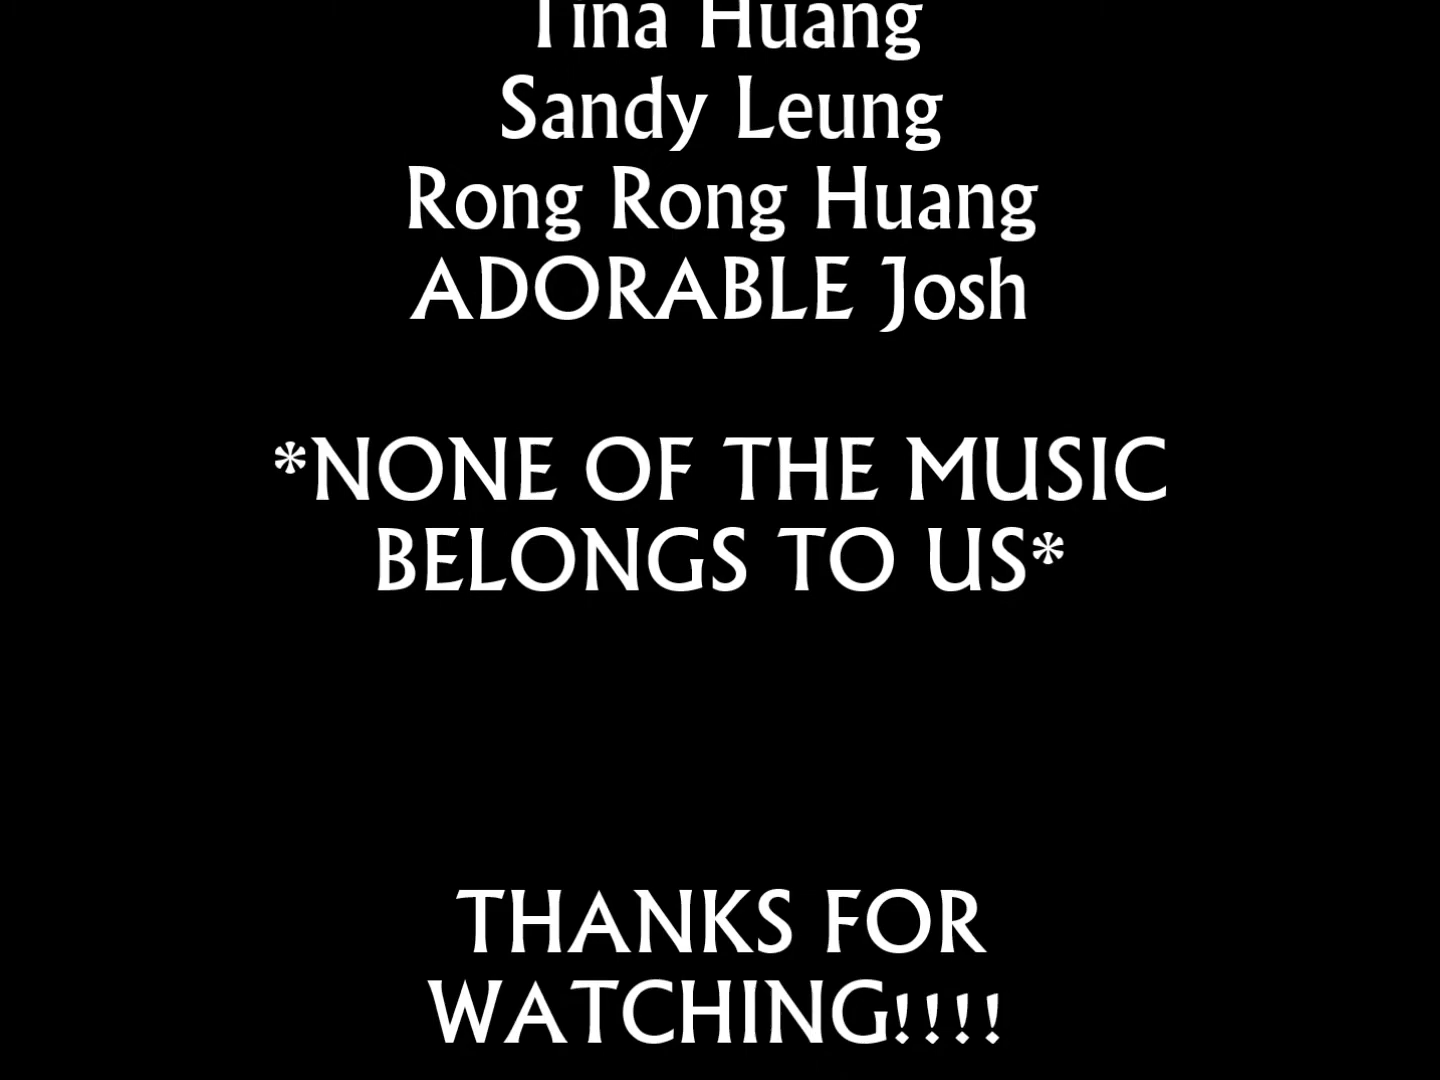 Tina Huang
Sandy Leung
Rong Rong Huang
ADORABLE Josh
*NONE OF THE MUSIC
BELONGS TO US*
THANKS FOR
WATCHING!!!!